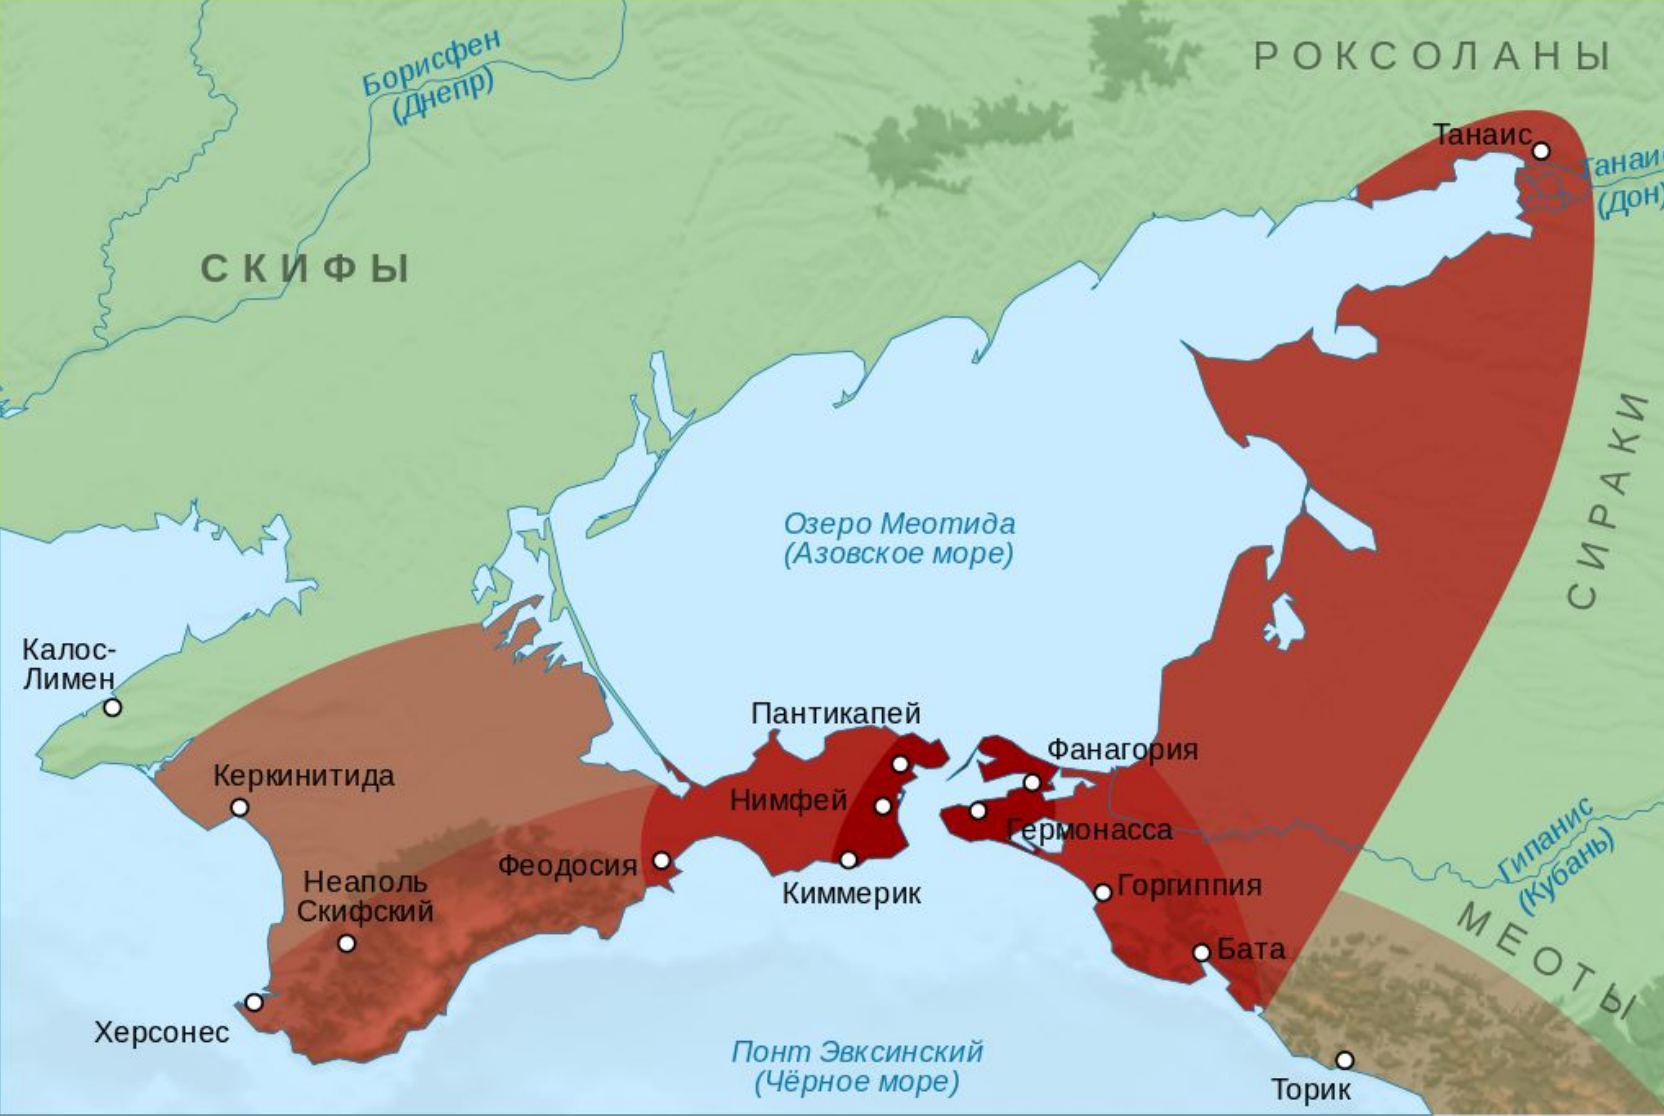 Борисфен
(Днепр)
РОКСОЛАНЫ
Танаис
Танаис
(Дон)
СКИФЫ
СИРАКИ
Озеро Меотида
(Азовское море)
Калос-
Лимен
Пантикапей
Фанагория
Керкинитида
Нимфей
Гермонасса
Гипанис
(Кубань)
Феодосия
Киммерик
Горгиппия
Неаполь
Скифский
МЕОТЫ
Бата
Херсонес
Понт Эвксинский
(Чёрное море)
Торик